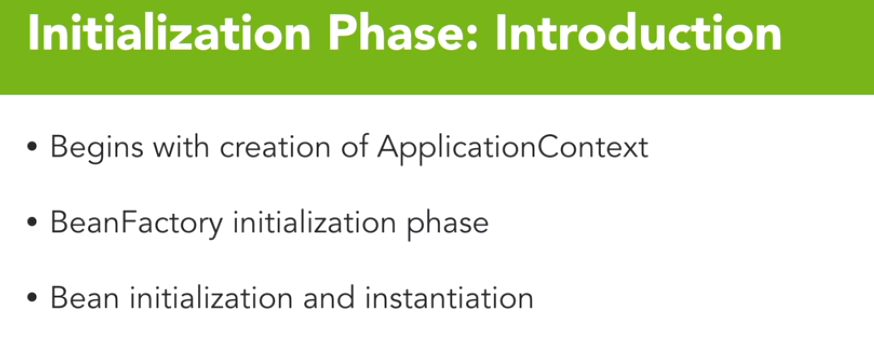 Initialization Phase: Introduction
• Begins with creation of ApplicationContext
• BeanFactory initialization phase
• Bean initialization and instantiation